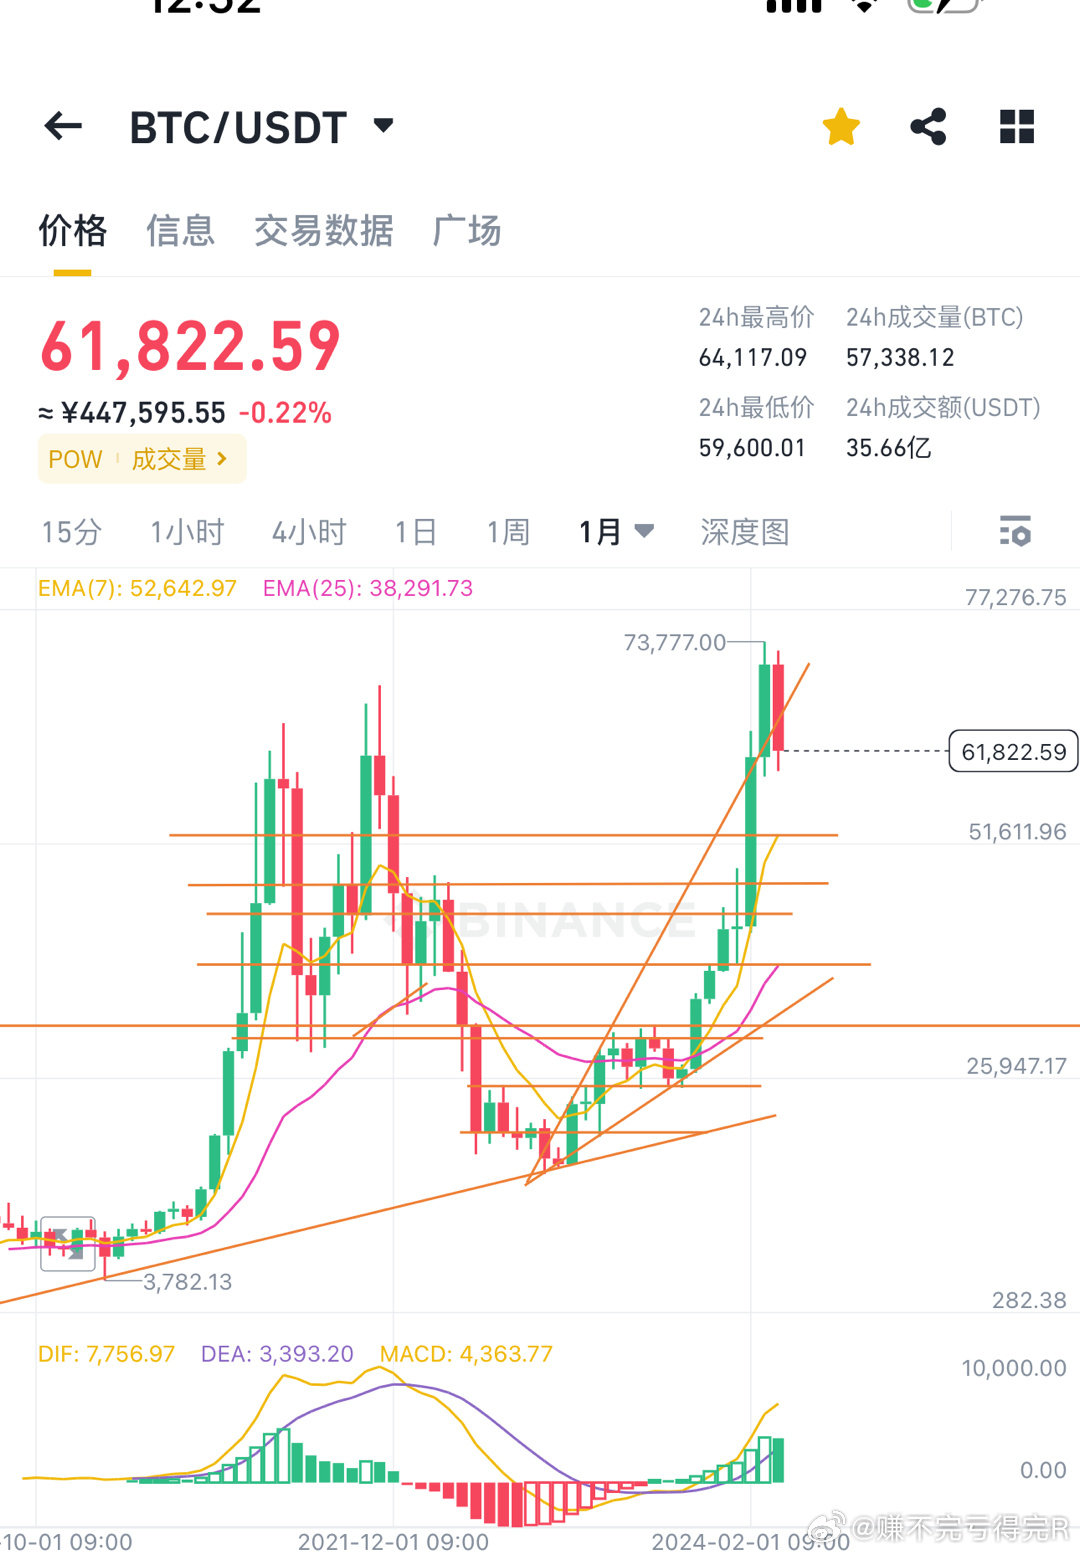 12:52
BTC/USDT
价格 信息 交易数据 广场
61,822.59
≈ ¥447,595.55 -0.22%
POW 成交量 >
24h最高价 24h成交量(BTC)
64,117.09 57,338.12
24h最低价 24h成交额(USDT)
59,600.01 35.66亿
15分 1小时 4小时 1日 1周 1月 深度图
EMA(7): 52,642.97 EMA(25): 38,291.73
77,276.75
73,777.00
61,822.59
51,611.96
BINANCE
25,947.17
3,782.13
282.38
DIF: 7,756.97 DEA: 3,393.20 MACD: 4,363.77
10,000.00
0.00
-10-01 09:00 2021-12-01 09:00 2024-02-01 09:00
@赚不完亏得完R